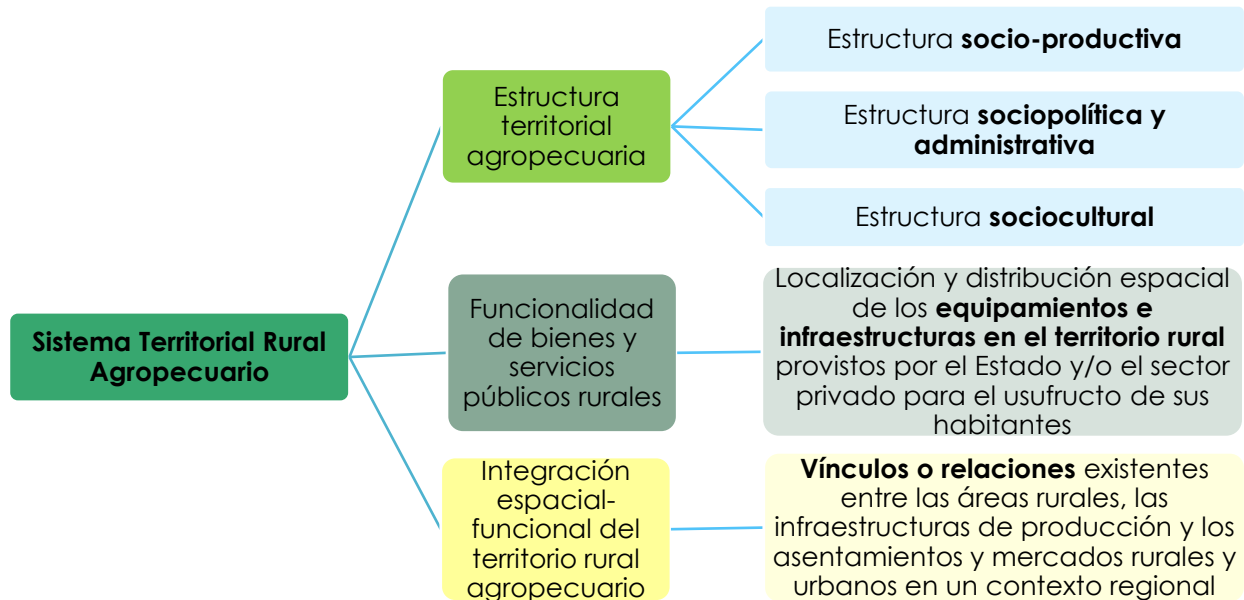 Sistema Territorial Rural
Agropecuario
Estructura
territorial
agropecuaria
Estructura socio-productiva
Estructura sociopolítica y
administrativa
Estructura sociocultural
Funcionalidad
de bienes y
servicios
públicos rurales
Localización y distribución espacial
de los equipamientos e
infraestructuras en el territorio rural
provistos por el Estado y/o el sector
privado para el usufructo de sus
habitantes
Integración
espacial-
funcional del
territorio rural
agropecuario
Vínculos o relaciones existentes
entre las áreas rurales, las
infraestructuras de producción y los
asentamientos y mercados rurales y
urbanos en un contexto regional